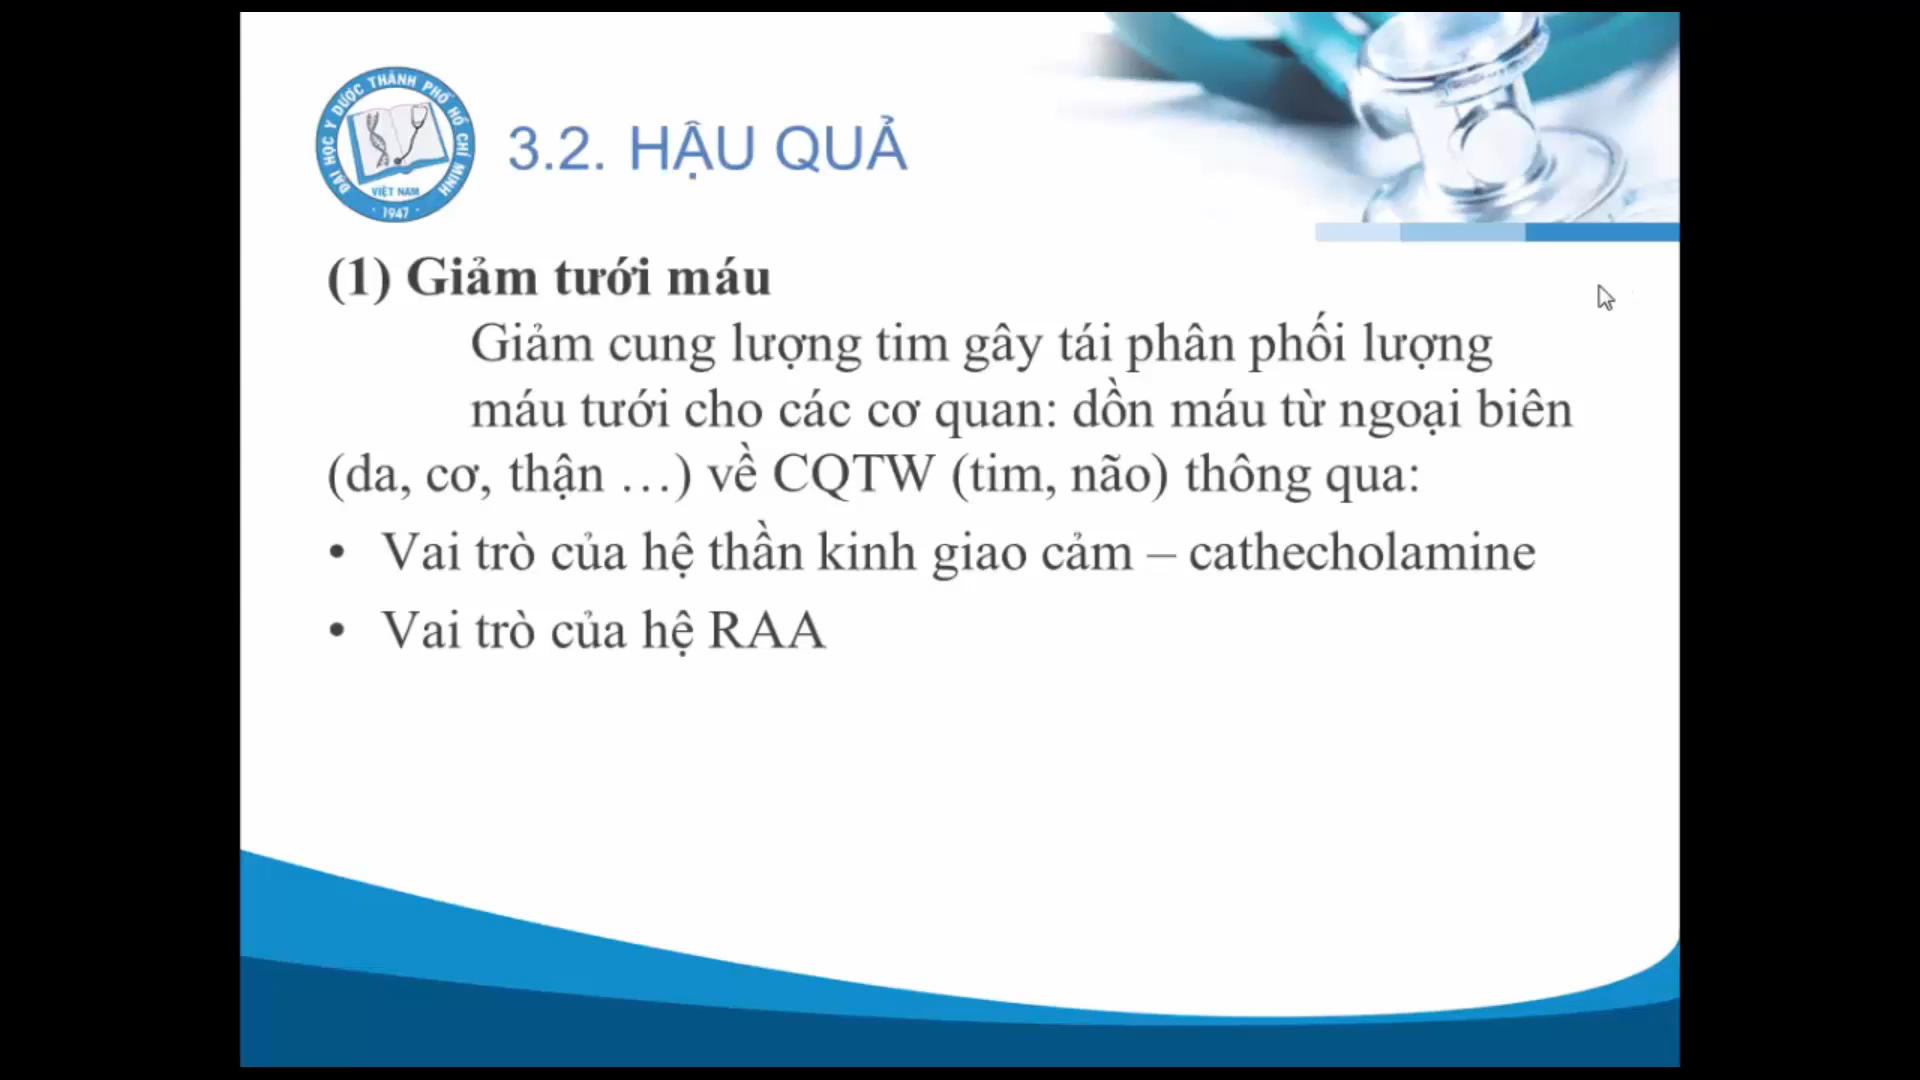 ĐẠI HỌC Y DƯỢC THÀNH PHỐ HỒ CHÍ MINH
VIỆT NAM
1947
3.2. HẬU QUẢ
(1) Giảm tưới máu
Giảm cung lượng tim gây tái phân phối lượng
máu tưới cho các cơ quan: dồn máu từ ngoại biên
(da, cơ, thận …) về CQTW (tim, não) thông qua:
• Vai trò của hệ thần kinh giao cảm – cathecholamine
• Vai trò của hệ RAA